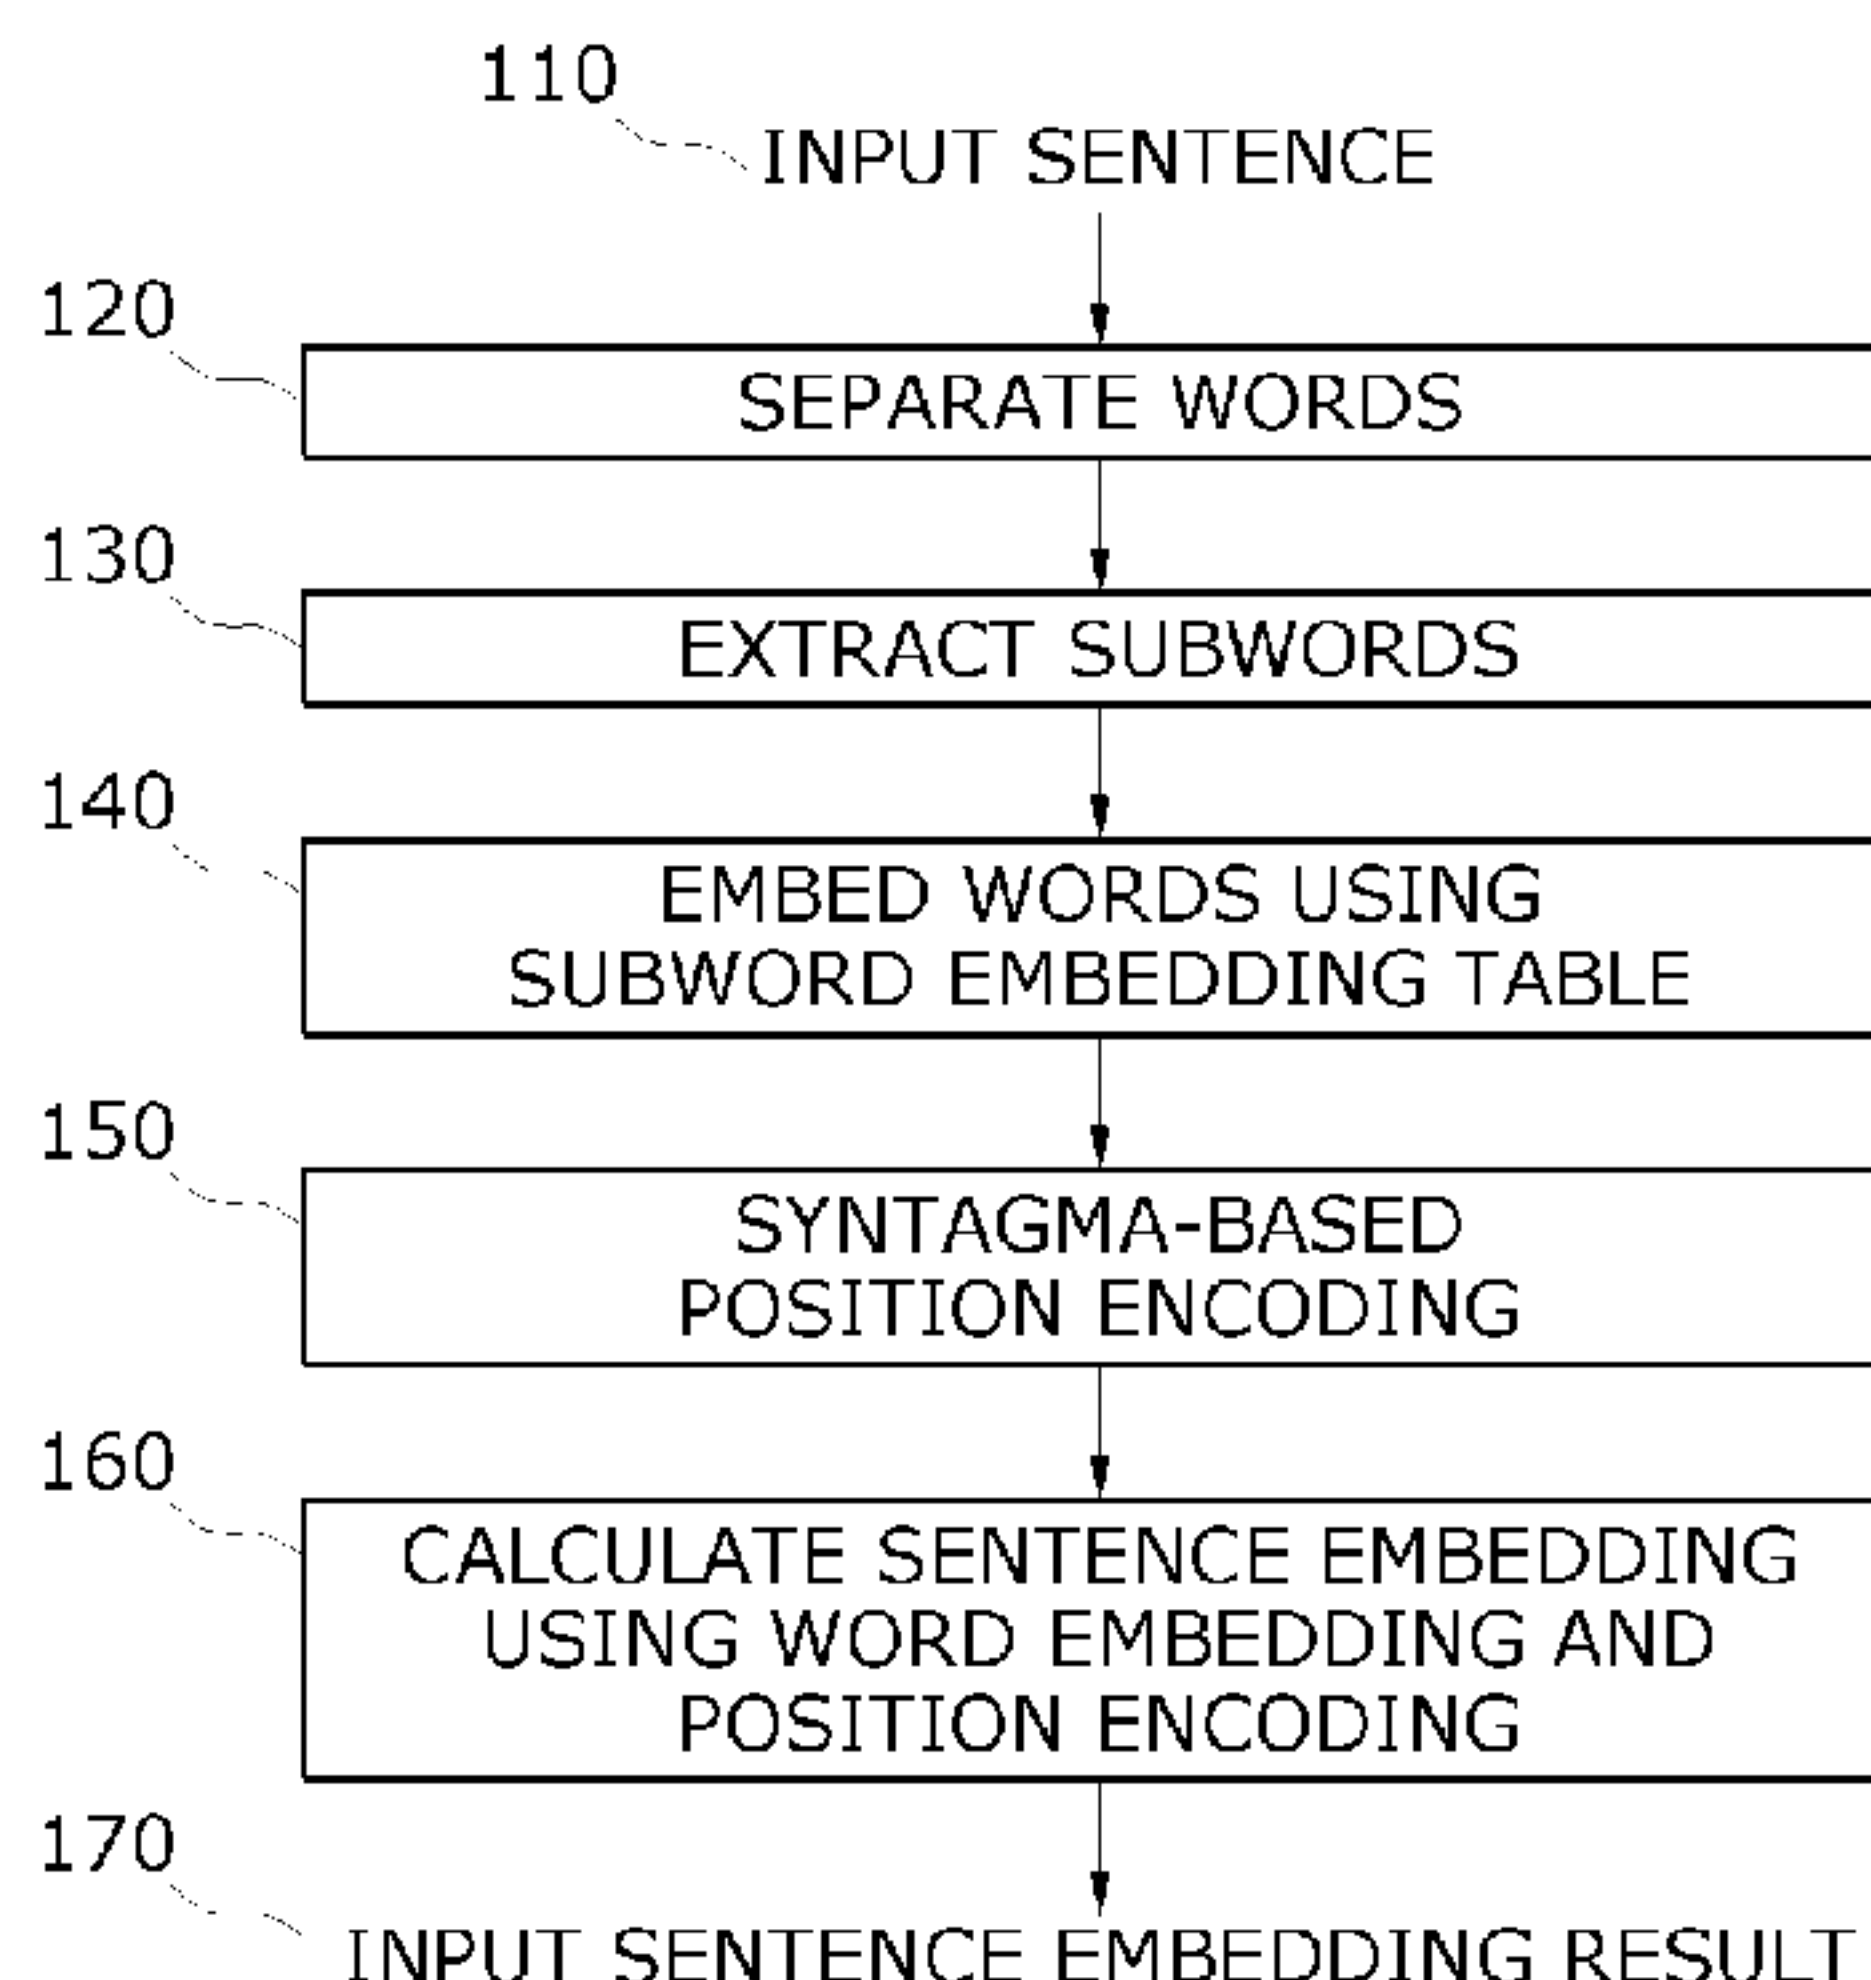 110
INPUT SENTENCE
120
SEPARATE WORDS
130
EXTRACT SUBWORDS
140
EMBED WORDS USING
SUBWORD EMBEDDING TABLE
150
SYNTAGMA-BASED
POSITION ENCODING
160
CALCULATE SENTENCE EMBEDDING
USING WORD EMBEDDING AND
POSITION ENCODING
170
INPUT SENTENCE EMBEDDING RESULT